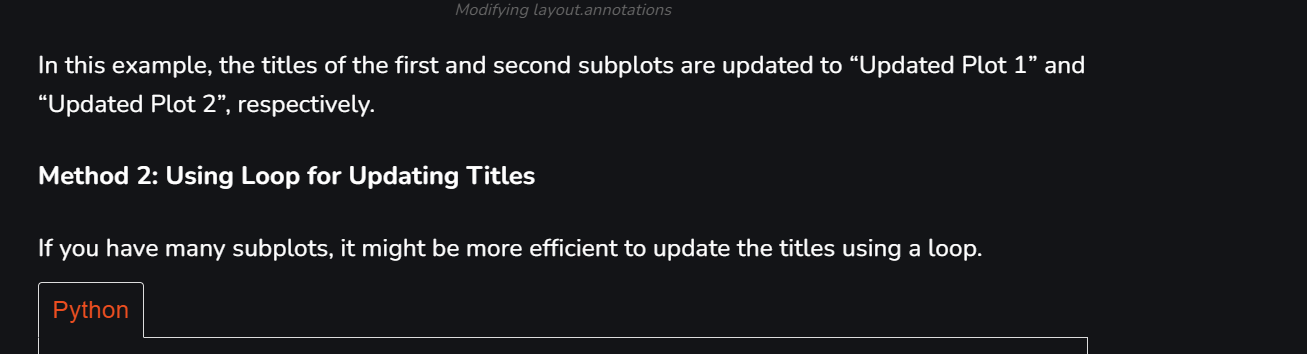 Modifying layout.annotations
In this example, the titles of the first and second subplots are updated to “Updated Plot 1” and
“Updated Plot 2”, respectively.
Method 2: Using Loop for Updating Titles
If you have many subplots, it might be more efficient to update the titles using a loop.
Python